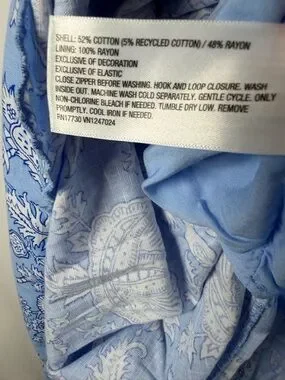 SHELL: 52% COTTON (5% RECYCLED COTTON) / 48% RAYON
LINING: 100% RAYON
EXCLUSIVE OF DECORATION
EXCLUSIVE OF ELASTIC
CLOSE ZIPPER BEFORE WASHING. HOOK AND LOOP CLOSURE. WASH
INSIDE OUT. MACHINE WASH COLD SEPARATELY. GENTLE CYCLE. ONLY
NON-CHLORINE BLEACH IF NEEDED. TUMBLE DRY LOW. REMOVE
PROMPTLY. COOL IRON IF NEEDED.
RN17730 VN1247024